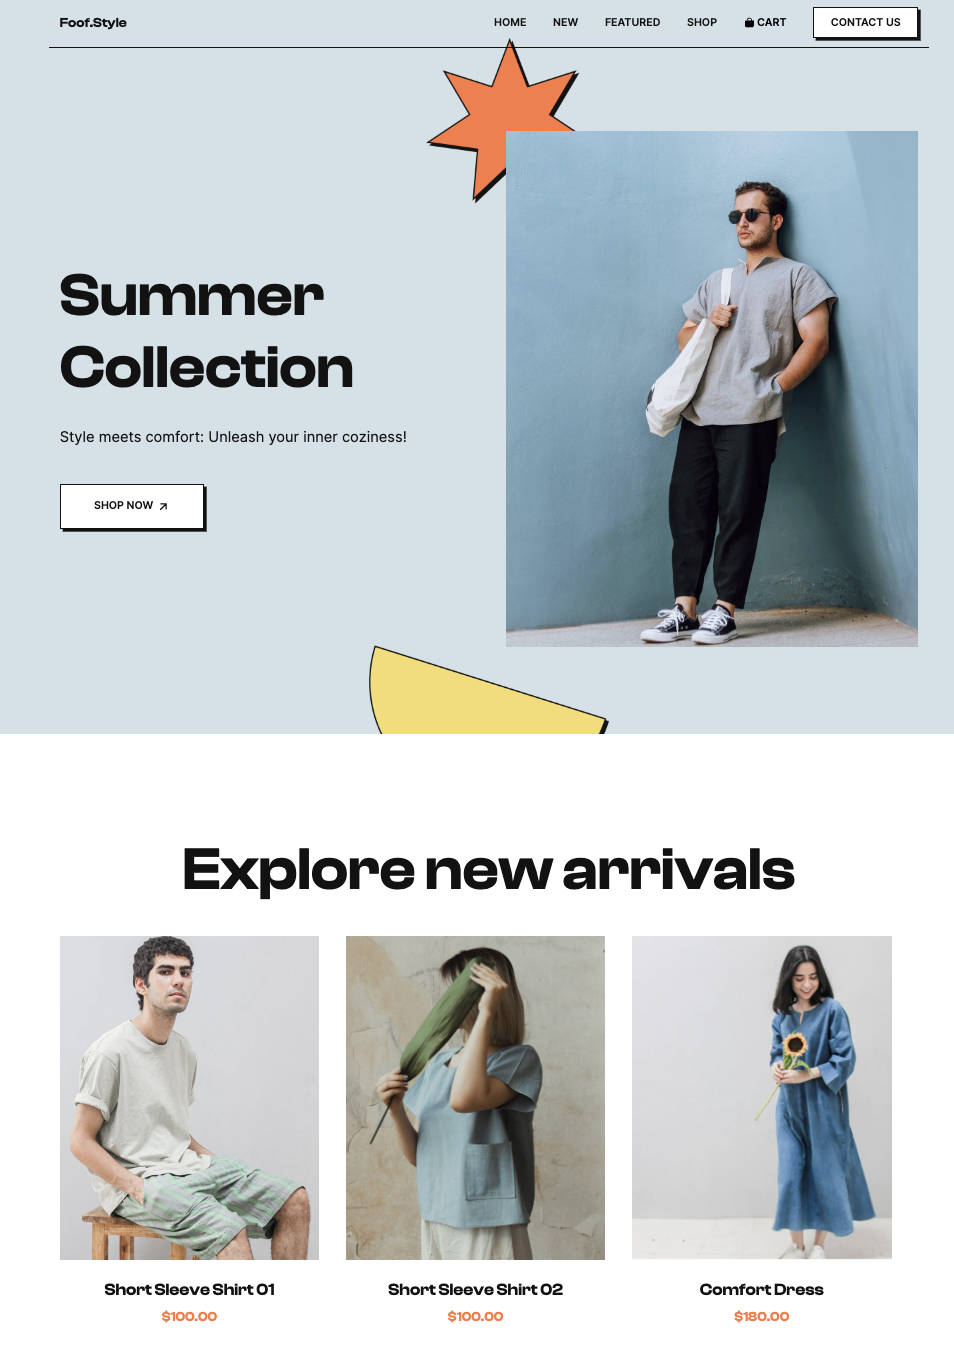 Foof.Style
HOME NEW FEATURED SHOP CART CONTACT US
Summer
Collection
Style meets comfort: Unleash your inner coziness!
SHOP NOW
Explore new arrivals
Short Sleeve Shirt 01
$100.00
Short Sleeve Shirt 02
$100.00
Comfort Dress
$180.00